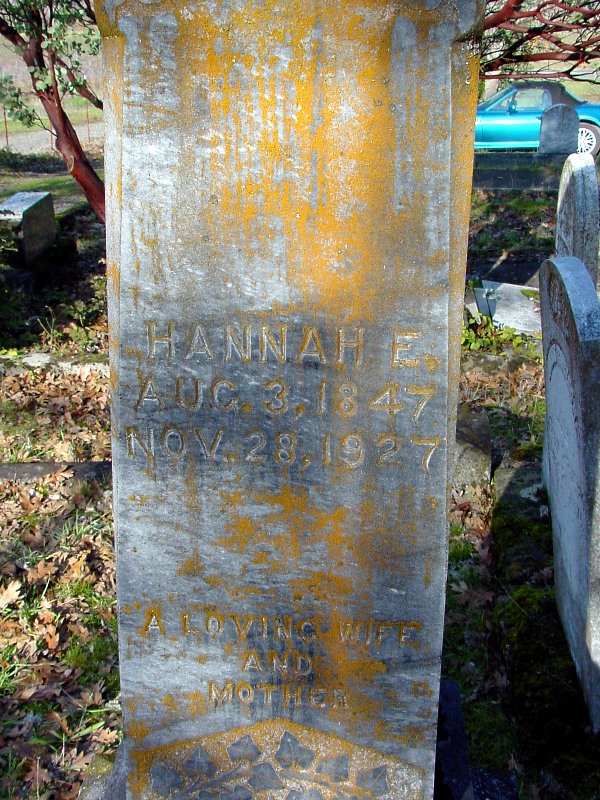 HANNAH E.
AUG. 3, 1847
NOV. 28, 1927
A LOVING WIFE
AND
MOTHER